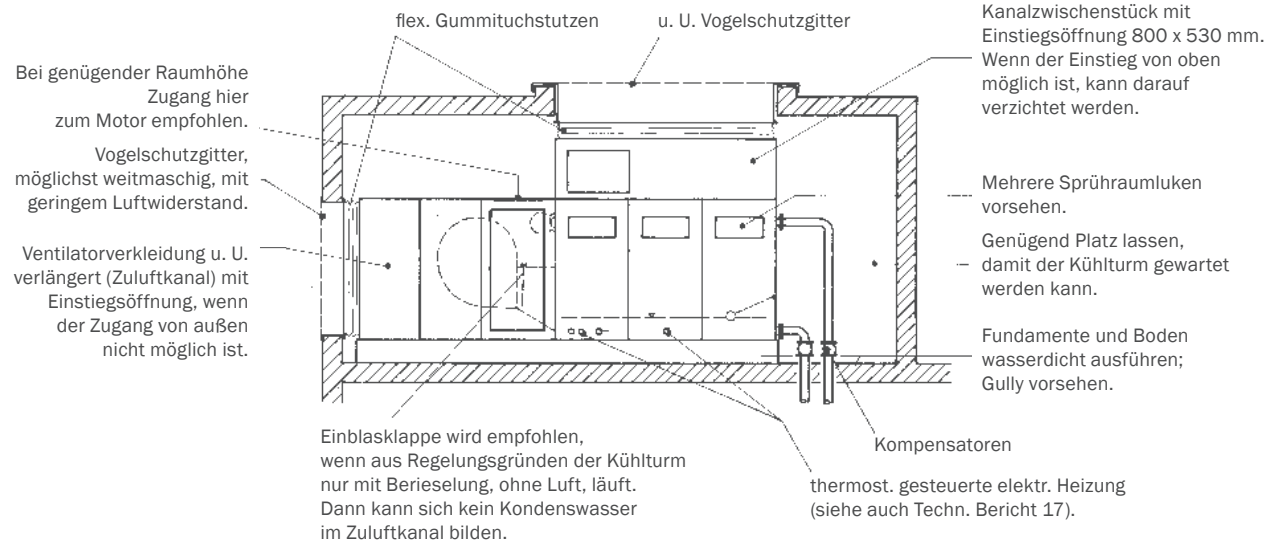 flex. Gummituchstutzen
u. U. Vogelschutzgitter
Kanalzwischenstück mit
Einstiegsöffnung 800 x 530 mm.
Wenn der Einstieg von oben
möglich ist, kann darauf
verzichtet werden.
Bei genügender Raumhöhe
Zugang hier
zum Motor empfohlen.
Vogelschutzgitter,
möglichst weitmaschig, mit
geringem Luftwiderstand.
Ventilatorverkleidung u. U.
verlängert (Zuluftkanal) mit
Einstiegsöffnung, wenn
der Zugang von außen
nicht möglich ist.
Mehrere Sprühraumluken
vorsehen.
Genügend Platz lassen,
damit der Kühlturm gewartet
werden kann.
Fundamente und Boden
wasserdicht ausführen;
Gully vorsehen.
Einblasklappe wird empfohlen,
wenn aus Regelungsgründen der Kühlturm
nur mit Berieselung, ohne Luft, läuft.
Dann kann sich kein Kondenswasser
im Zuluftkanal bilden.
Kompensatoren
thermost. gesteuerte elektr. Heizung
(siehe auch Techn. Bericht 17).